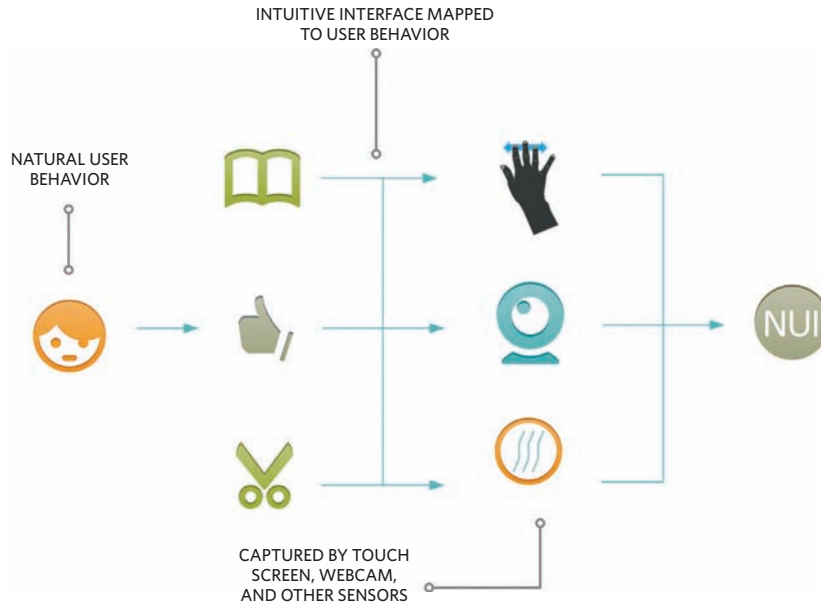 INTUITIVE INTERFACE MAPPED
TO USER BEHAVIOR
NATURAL USER
BEHAVIOR
NUI
CAPTURED BY TOUCH
SCREEN, WEBCAM,
AND OTHER SENSORS